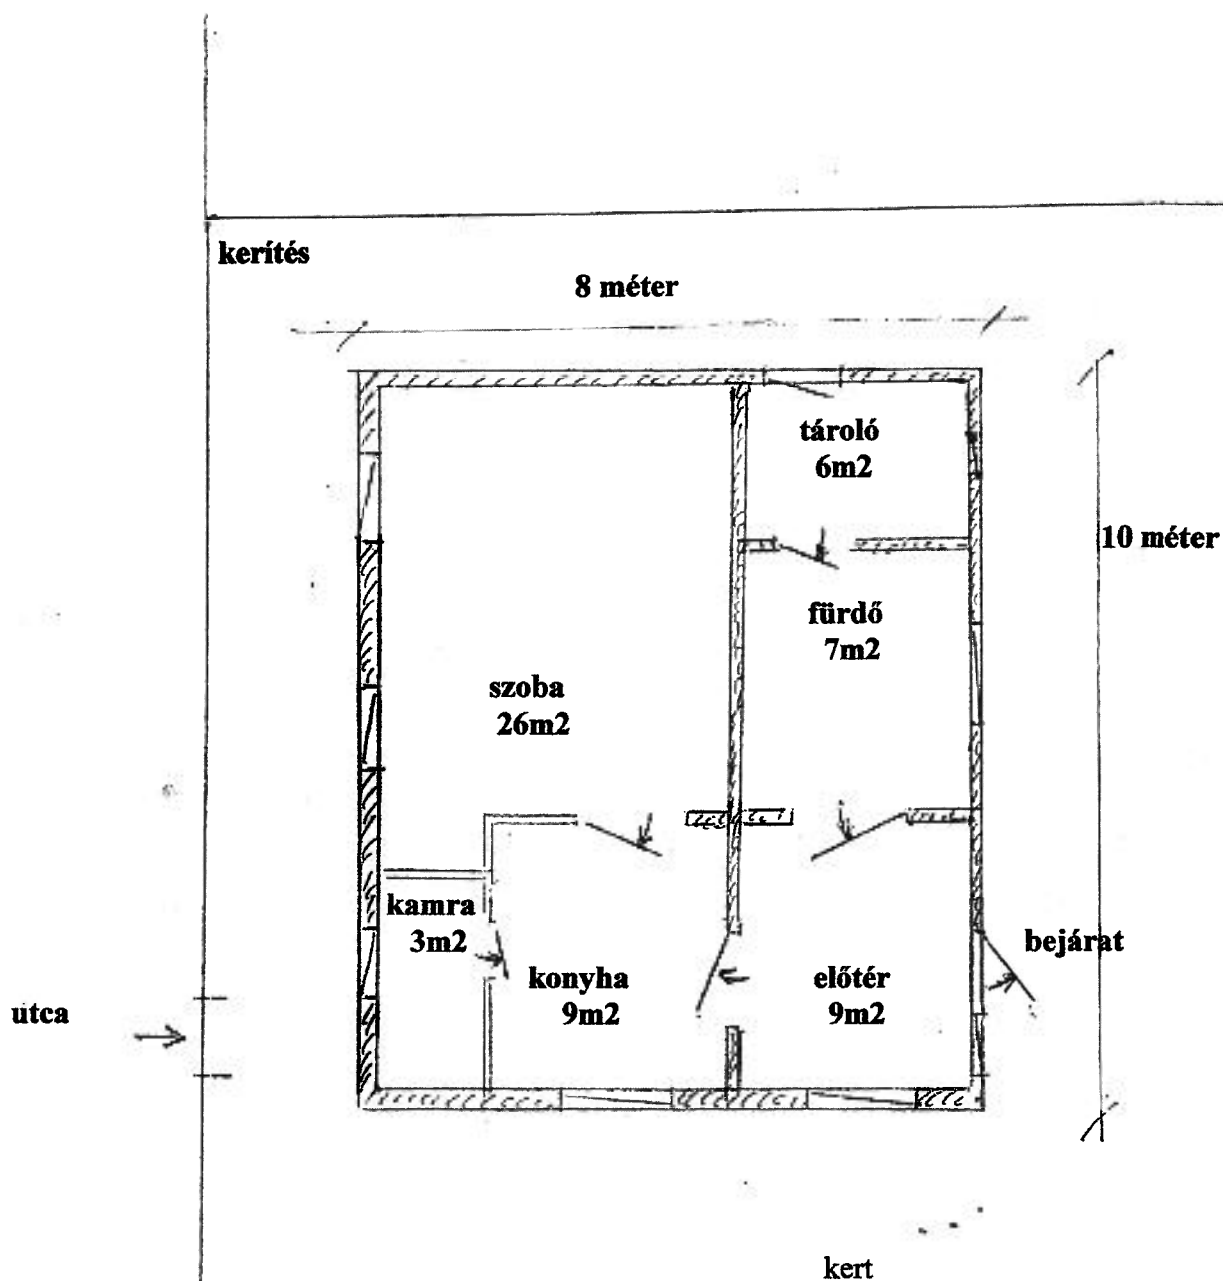 kerítés
8 méter
tároló
6m2
10 méter
fürdő
7m2
szoba
26m2
kamra
3m2
konyha
9m2
előtér
9m2
bejárat
utca
kert